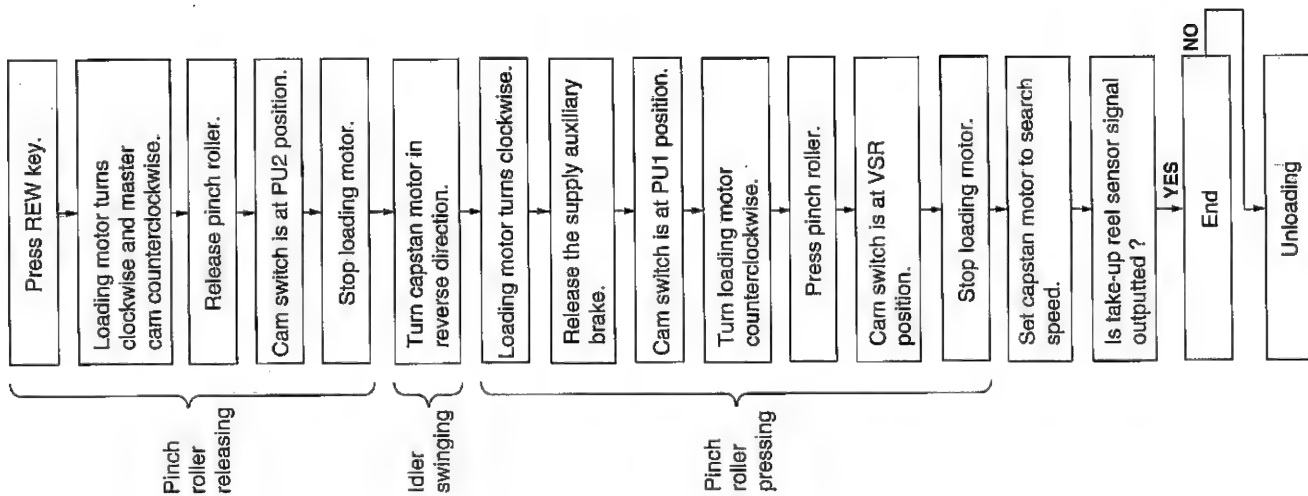 Press REW key.
Loading motor turns
clockwise and master
cam counterclockwise.
Release pinch roller.
Cam switch is at PU2 position.
Stop loading motor.
Pinch
roller
releasing
Turn capstan motor in
reverse direction.
Idler
swinging
Loading motor turns clockwise.
Release the supply auxiliary
brake.
Cam switch is at PU1 position.
Turn loading motor
counterclockwise.
Press pinch roller.
Cam switch is at VSR
position.
Stop loading motor.
Pinch
roller
pressing
Set capstan motor to search
speed.
Is take-up reel sensor signal
outputted ?
YES
NO
End
Unloading